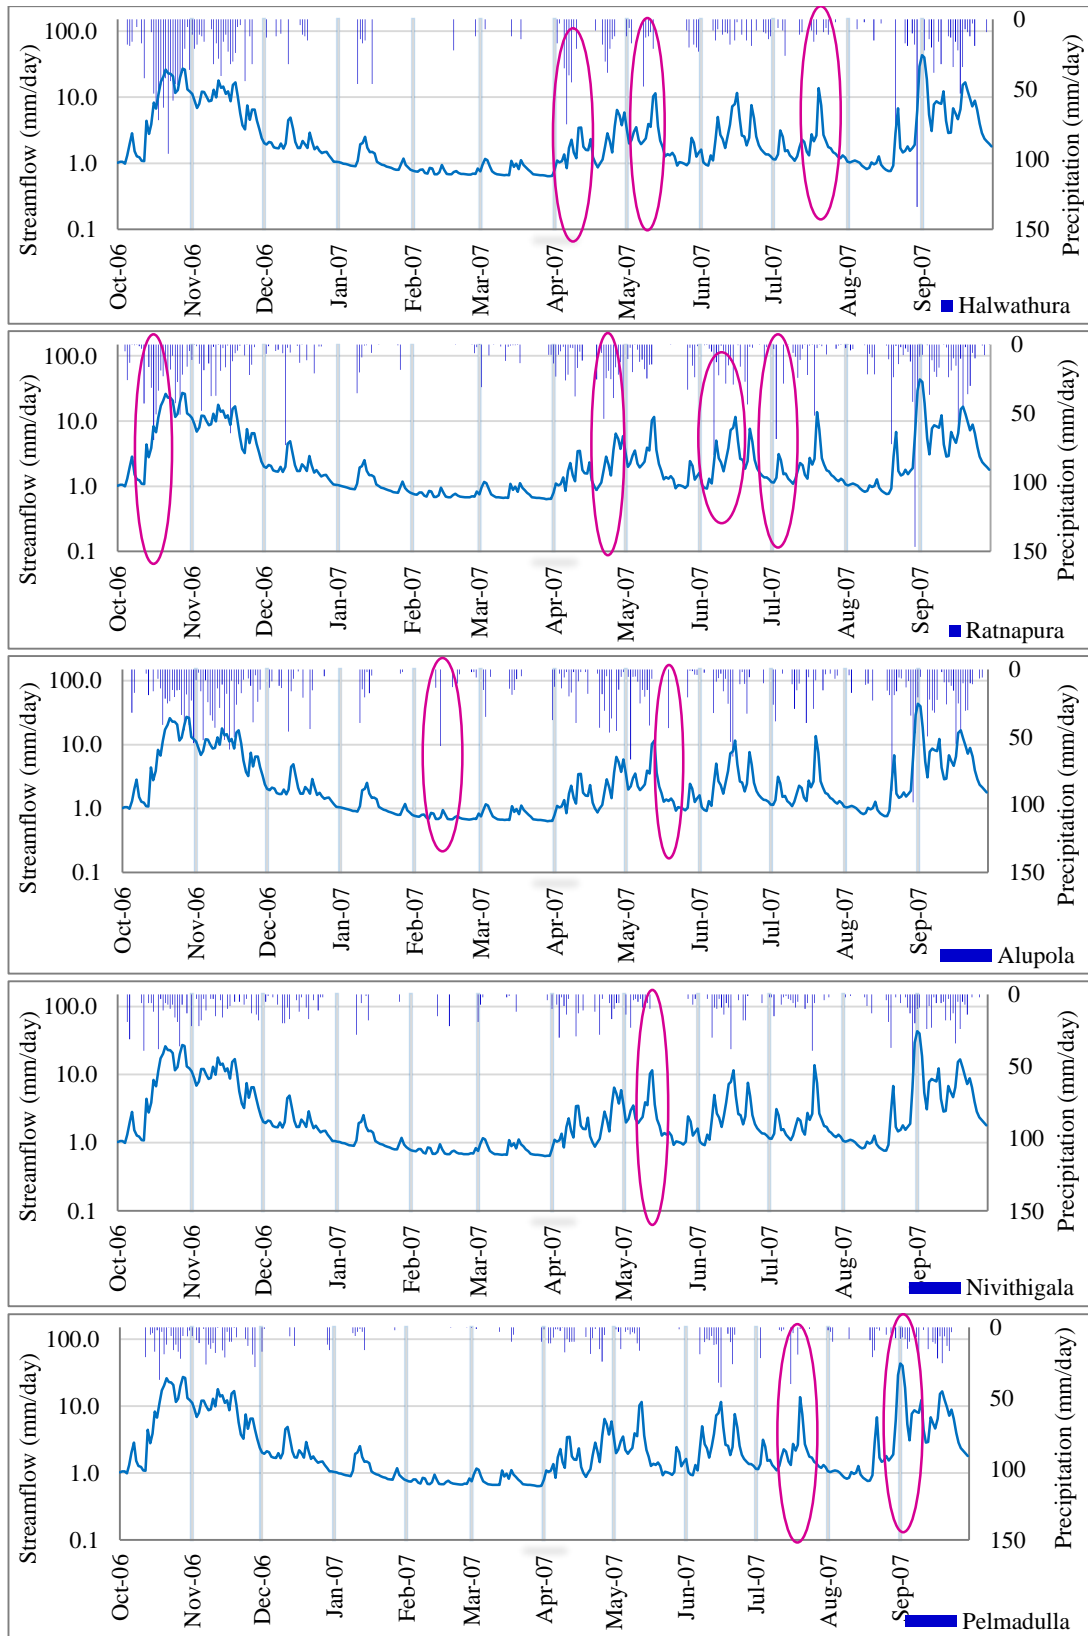 Streamflow (mm/day)
100.0
10.0
1.0
0.1
0
50
100
150
Precipitation (mm/day)
Oct-06
Nov-06
Dec-06
Jan-07
Feb-07
Mar-07
Apr-07
May-07
Jun-07
Jul-07
Aug-07
Sep-07
Halwathura
Streamflow (mm/day)
100.0
10.0
1.0
0.1
0
50
100
150
Precipitation (mm/day)
Oct-06
Nov-06
Dec-06
Jan-07
Feb-07
Mar-07
Apr-07
May-07
Jun-07
Jul-07
Aug-07
Sep-07
Ratnapura
Streamflow (mm/day)
100.0
10.0
1.0
0.1
0
50
100
150
Precipitation (mm/day)
Oct-06
Nov-06
Dec-06
Jan-07
Feb-07
Mar-07
Apr-07
May-07
Jun-07
Jul-07
Aug-07
Sep-07
Alupola
Streamflow (mm/day)
100.0
10.0
1.0
0.1
0
50
100
150
Precipitation (mm/day)
Oct-06
Nov-06
Dec-06
Jan-07
Feb-07
Mar-07
Apr-07
May-07
Jun-07
Jul-07
Aug-07
Sep-07
Nivithigala
Streamflow (mm/day)
100.0
10.0
1.0
0.1
0
50
100
150
Precipitation (mm/day)
Oct-06
Nov-06
Dec-06
Jan-07
Feb-07
Mar-07
Apr-07
May-07
Jun-07
Jul-07
Aug-07
Sep-07
Pelmadulla